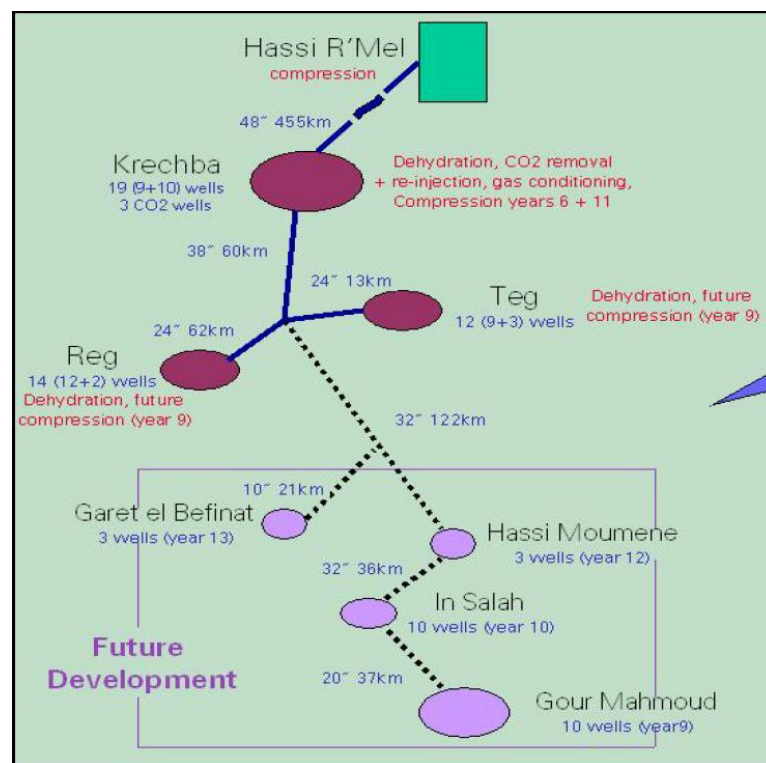 Hassi R'Mel
compression
48" 455km
Krechba
19 (9+10) wells
3 CO2 wells
Dehydration, CO2 removal
+ re-injection, gas conditioning,
Compression years 6 + 11
38" 60km
24" 13km
Teg
12 (9+3) wells
Dehydration, future
compression (year 9)
24" 62km
Reg
14 (12+2) wells
Dehydration, future
compression (year 9)
32" 122km
10" 21km
Garet el Befinat
3 wells (year 13)
Hassi Moumene
3 wells (year 12)
32" 36km
In Salah
10 wells (year 10)
Future
Development
20" 37km
Gour Mahmoud
10 wells (year9)